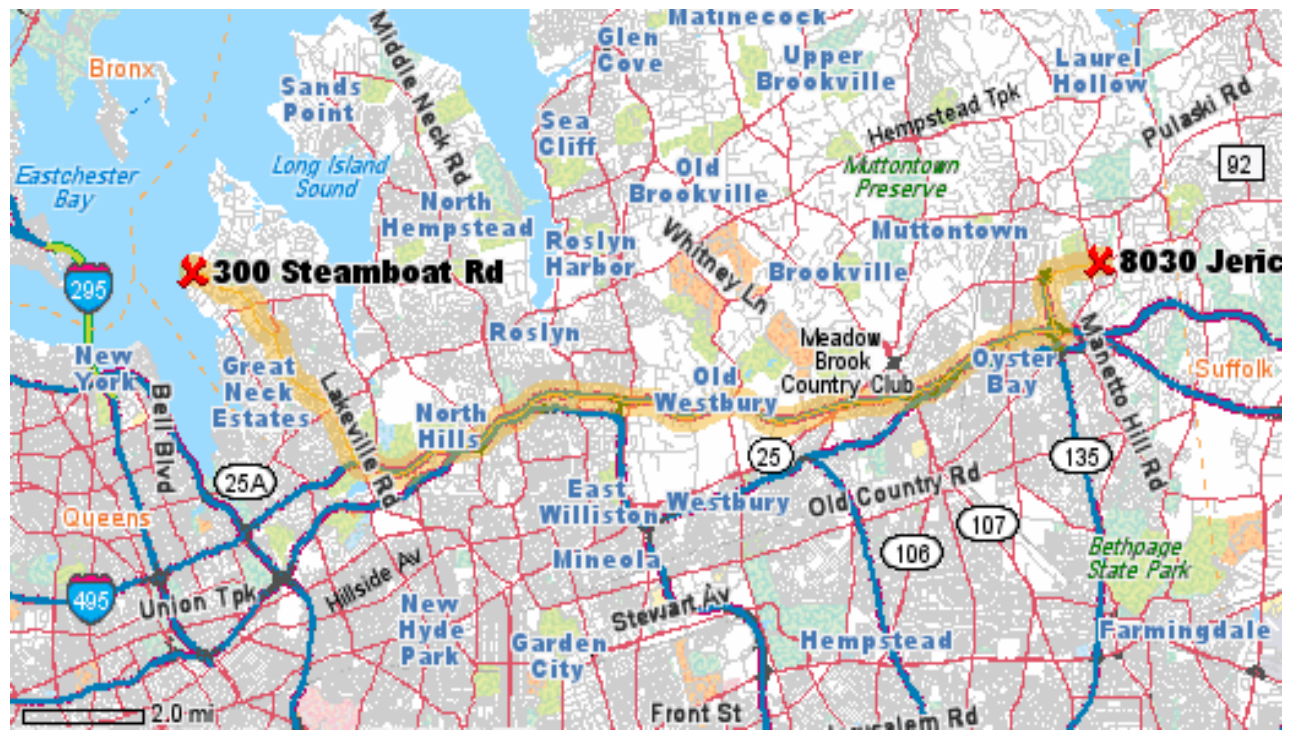 Matinecock
Middle Neck Rd
Glen
Cove
Upper
Brookville
Laurel
Hollow
Bronx
Sands
Point
Hempstead Tpk
Pulaski Rd
Sea
Cliff
Eastchester
Bay
Long Island
Sound
Old
Brookville
Muttontown
Preserve
92
North
Hempstead
Roslyn
Harbor
Whitney Ln
Muttontown
Brookville
300 Steamboat Rd
8030 Jeric
295
Roslyn
Meadow
Brook
Country Club
Manetto Hill Rd
New
York
Great
Neck
Estates
Lakeville Rd
Old
Westbury
Oyster
Bay
Suffolk
Bell Blvd
North
Hills
25
135
25A
East
Williston
Westbury
Old Country Rd
Queens
107
106
Mineola
Bethpage
State Park
495
Union Tpk
Hillside Av
New
Hyde
Park
Stewart Av
Garden
City
Hempstead
Farmingdale
2.0 mi
Front St
Rd